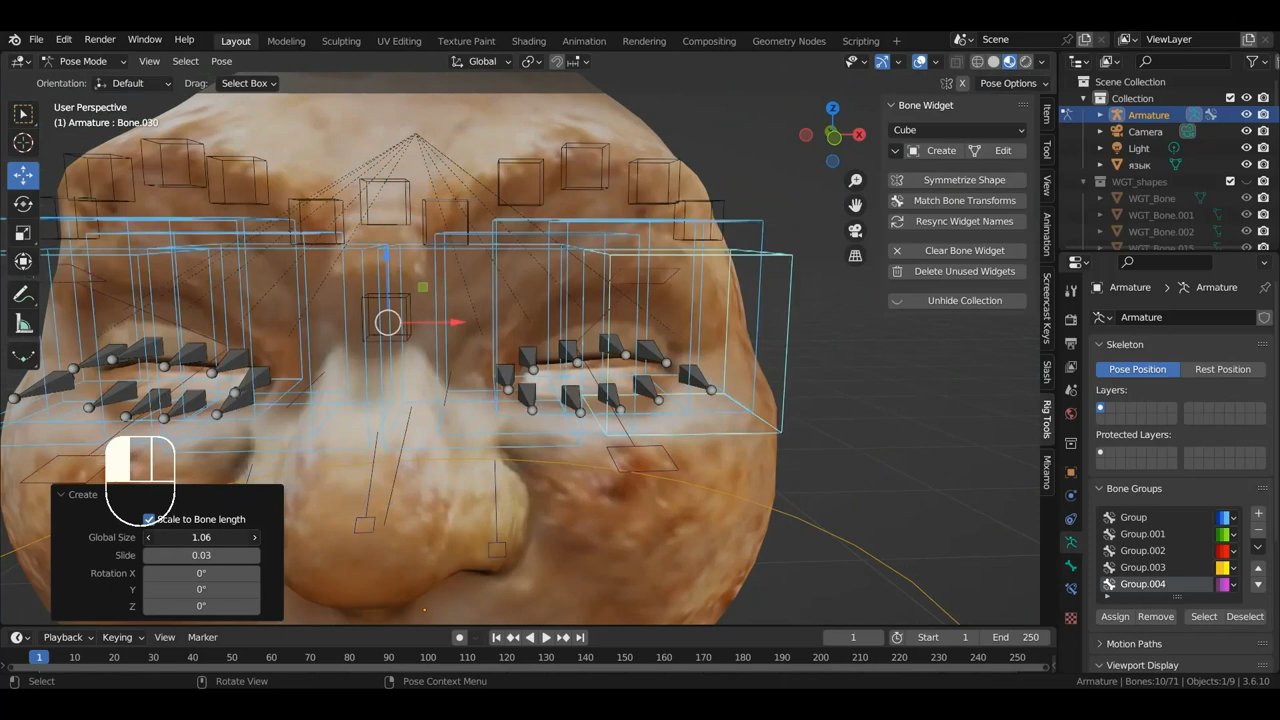 File Edit Render Window Help Layout Modeling Sculpting UV Editing Texture Paint Shading Animation Rendering Compositing Geometry Nodes Scripting + Scene ViewLayer
Pose Mode View Select Pose Global
Orientation: Default Drag: Select Box X Pose Options
User Perspective
(1) Armature : Bone.030
Z
X
Bone Widget
Cube
Create Edit
Symmetrize Shape
Match Bone Transforms
Resync Widget Names
Clear Bone Widget
Delete Unused Widgets
Unhide Collection
Item
Tool
View
Animation
Screencast Keys
Slash
Rig Tools
Mixamo
Scene Collection
Collection
Armature
Camera
Light
язык
WGT_shapes
WGT_Bone
WGT_Bone.001
WGT_Bone.002
WGT_Bone.015
Armature Armature
Armature
Skeleton
Pose Position Rest Position
Layers:
Protected Layers:
Bone Groups
Group
Group.001
Group.002
Group.003
Group.004
Assign Remove Select Deselect
Motion Paths
Viewport Display
Create
Scale to Bone length
Global Size 1.06
Slide 0.03
Rotation X 0°
Y 0°
Z 0°
Playback Keying View Marker 1 Start 1 End 250
1 10 20 30 40 50 60 70 80 90 100 110 120 130 140 150 160 170 180 190 200 210 220 230 240 250
Select Rotate View Pose Context Menu Armature | Bones:10/71 | Objects:1/9 | 3.6.10